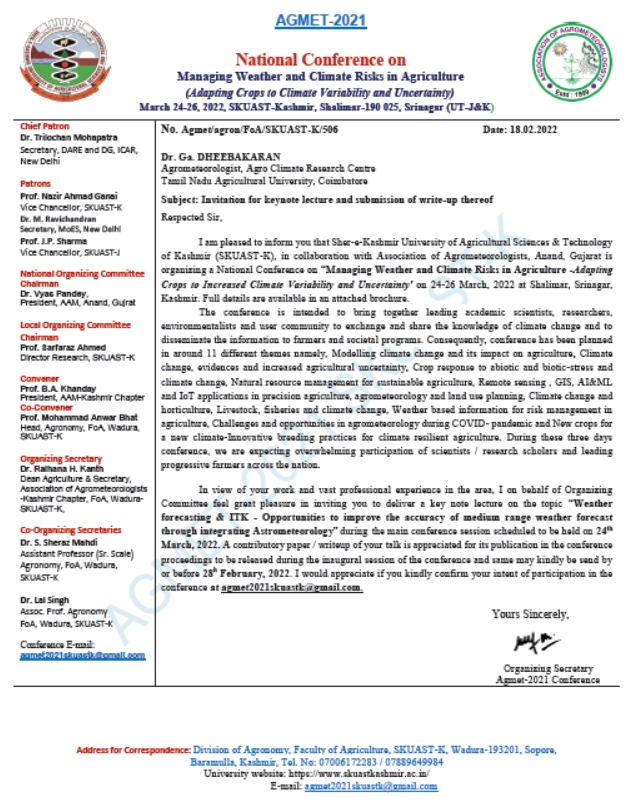 AGMET-2021
National Conference on
Managing Weather and Climate Risks in Agriculture
(Adapting Crops to Climate Variability and Uncertainty)
March 24-26, 2022, SKUAST-Kashmir, Shalimar-190 025, Srinagar (UT-J&K)
ASSOCIATION OF AGROMETEOROLOGISTS
Estd : 1999
Chief Patron
Dr. Trilochan Mohapatra
Secretary, DARE and DG, ICAR,
New Delhi
Patrons
Prof. Nazir Ahmad Ganai
Vice Chancellor, SKUAST-K
Dr. M. Ravichandran
Secretary, MoES, New Delhi
Prof. J.P. Sharma
Vice Chancellor, SKUAST-J
National Organizing Committee
Chairman
Dr. Vyas Pandey,
President, AAM, Anand, Gujrat
Local Organizing Committee
Chairman
Prof. Sarfaraz Ahmed
Director Research, SKUAST-K
Convener
Prof. B.A. Khanday
President, AAM-Kashmir Chapter
Co-Convener
Prof. Mohammad Anwar Bhat
Head, Agronomy, FoA, Wadura,
SKUAST-K
Organizing Secretary
Dr. Raihana H. Kanth
Dean Agriculture & Secretary,
Association of Agrometeorologists
-Kashmir Chapter, FoA, Wadura-
SKUAST-K,
Co-Organizing Secretaries
Dr. S. Sheraz Mahdi
Assistant Professor (Sr. Scale)
Agronomy, FoA, Wadura,
SKUAST-K
Dr. Lal Singh
Assoc. Prof. Agronomy
FoA, Wadura, SKUAST-K
Conference E-mail:
agmet2021skuastk@gmail.com
No. Agmet/agron/FoA/SKUAST-K/506 Date: 18.02.2022
Dr. Ga. DHEEBAKARAN
Agrometeorologist, Agro Climate Research Centre
Tamil Nadu Agricultural University, Coimbatore
Subject: Invitation for keynote lecture and submission of write-up thereof
Respected Sir,
I am pleased to inform you that Sher-e-Kashmir University of Agricultural Sciences & Technology
of Kashmir (SKUAST-K), in collaboration with Association of Agrometeorologists, Anand, Gujarat is
organizing a National Conference on "Managing Weather and Climate Risks in Agriculture -Adapting
Crops to Increased Climate Variability and Uncertainty' on 24-26 March, 2022 at Shalimar, Srinagar,
Kashmir. Full details are available in an attached brochure.
The conference is intended to bring together leading academic scientists, researchers,
environmentalists and user community to exchange and share the knowledge of climate change and to
disseminate the information to farmers and societal programs. Consequently, conference has been planned
in around 11 different themes namely, Modelling climate change and its impact on agriculture, Climate
change, evidences and increased agricultural uncertainty, Crop response to abiotic and biotic-stress and
climate change, Natural resource management for sustainable agriculture, Remote sensing , GIS, AI&ML
and IoT applications in precision agriculture, agrometeorology and land use planning, Climate change and
horticulture, Livestock, fisheries and climate change, Weather based information for risk management in
agriculture, Challenges and opportunities in agrometeorology during COVID- pandemic and New crops for
a new climate-Innovative breeding practices for climate resilient agriculture. During these three days
conference, we are expecting overwhelming participation of scientists / research scholars and leading
progressive farmers across the nation.
In view of your work and vast professional experience in the area, I on behalf of Organizing
Committee feel great pleasure in inviting you to deliver a key note lecture on the topic "Weather
forecasting & ITK - Opportunities to improve the accuracy of medium range weather forecast
through integrating Astrometeorology" during the main conference session scheduled to be held on 24th
March, 2022. A contributory paper / writeup of your talk is appreciated for its publication in the conference
proceedings to be released during the inaugural session of the conference and same may kindly be send by
or before 28th February, 2022. I would appreciate if you kindly confirm your intent of participation in the
conference at agmet2021skuastk@gmail.com.
Yours Sincerely,
Organizing Secretary
Agmet-2021 Conference
Address for Correspondence: Division of Agronomy, Faculty of Agriculture, SKUAST-K, Wadura-193201, Sopore,
Baramulla, Kashmir, Tel. No: 07006172283 / 07889649984
University website: https://www.skuastkashmir.ac.in/
E-mail: agmet2021skuastk@gmail.com